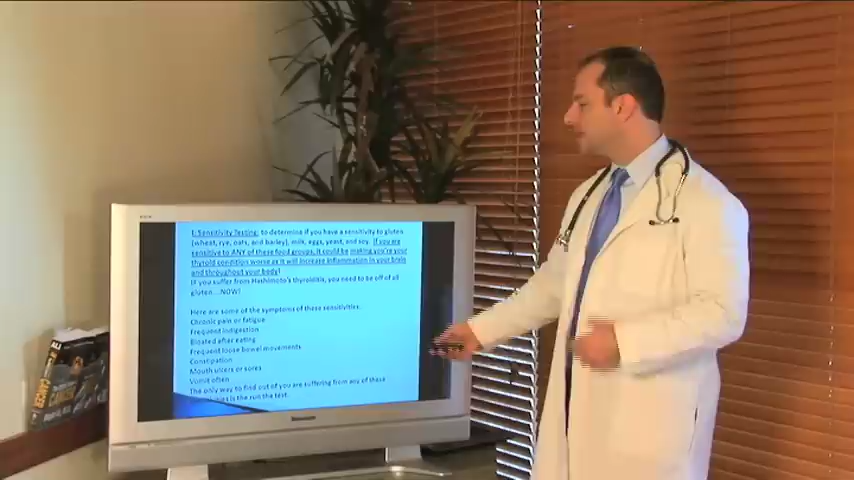 1. Sensitivity Testing: to determine if you have a sensitivity to gluten
(wheat, rye, oats, and barley), milk, eggs, yeast, and soy. If you are
sensitive to ANY of these food groups, it could be making you're your
thyroid condition worse as it will increase inflammation in your brain
and throughout your body!
If you suffer from Hashimoto's thyroiditis, you need to be off of all
gluten....NOW!
Here are some of the symptoms of these sensitivities.
Chronic pain or fatigue
Frequent indigestion
Bloated after eating
Frequent loose bowel movements
Constipation
Mouth ulcers or sores
Vomit often
The only way to find out of you are suffering from any of these
is the run the test.
ALI